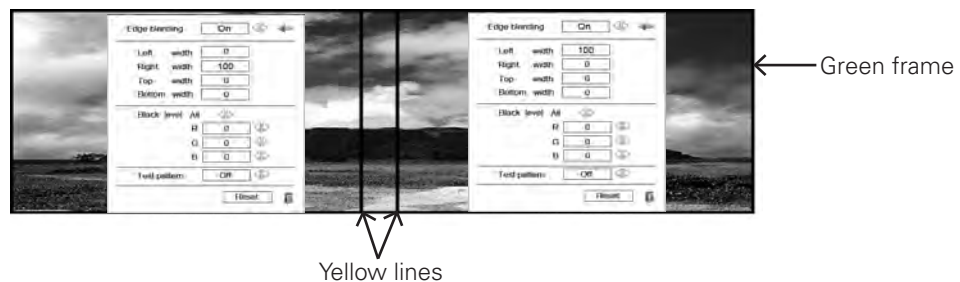 Edge blending On
Left width 0
Right width 100
Top width 0
Bottom width 0
Black level All
R 0
G 0
B 0
Test pattern Off
Reset
Edge blending On
Left width 100
Right width 0
Top width 0
Bottom width 0
Black level All
R 0
G 0
B 0
Test pattern Off
Reset
Green frame
Yellow lines